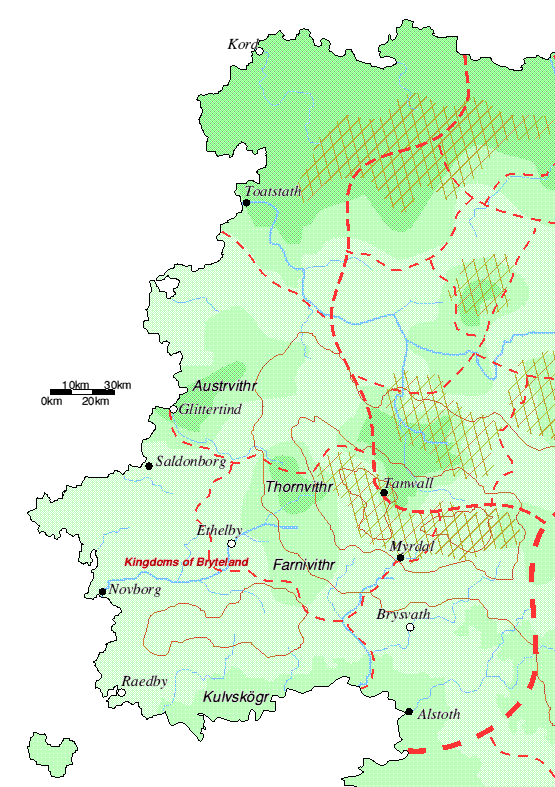 Kord
Toatstath
10km 30km
0km 20km
Austrvithr
Glittertind
Saldonborg
Thornvithr
Tanwall
Ethelby
Myrdal
Kingdoms of Bryteland
Farnivithr
Novborg
Brysvath
Raedby
Kulvskögr
Alstoth